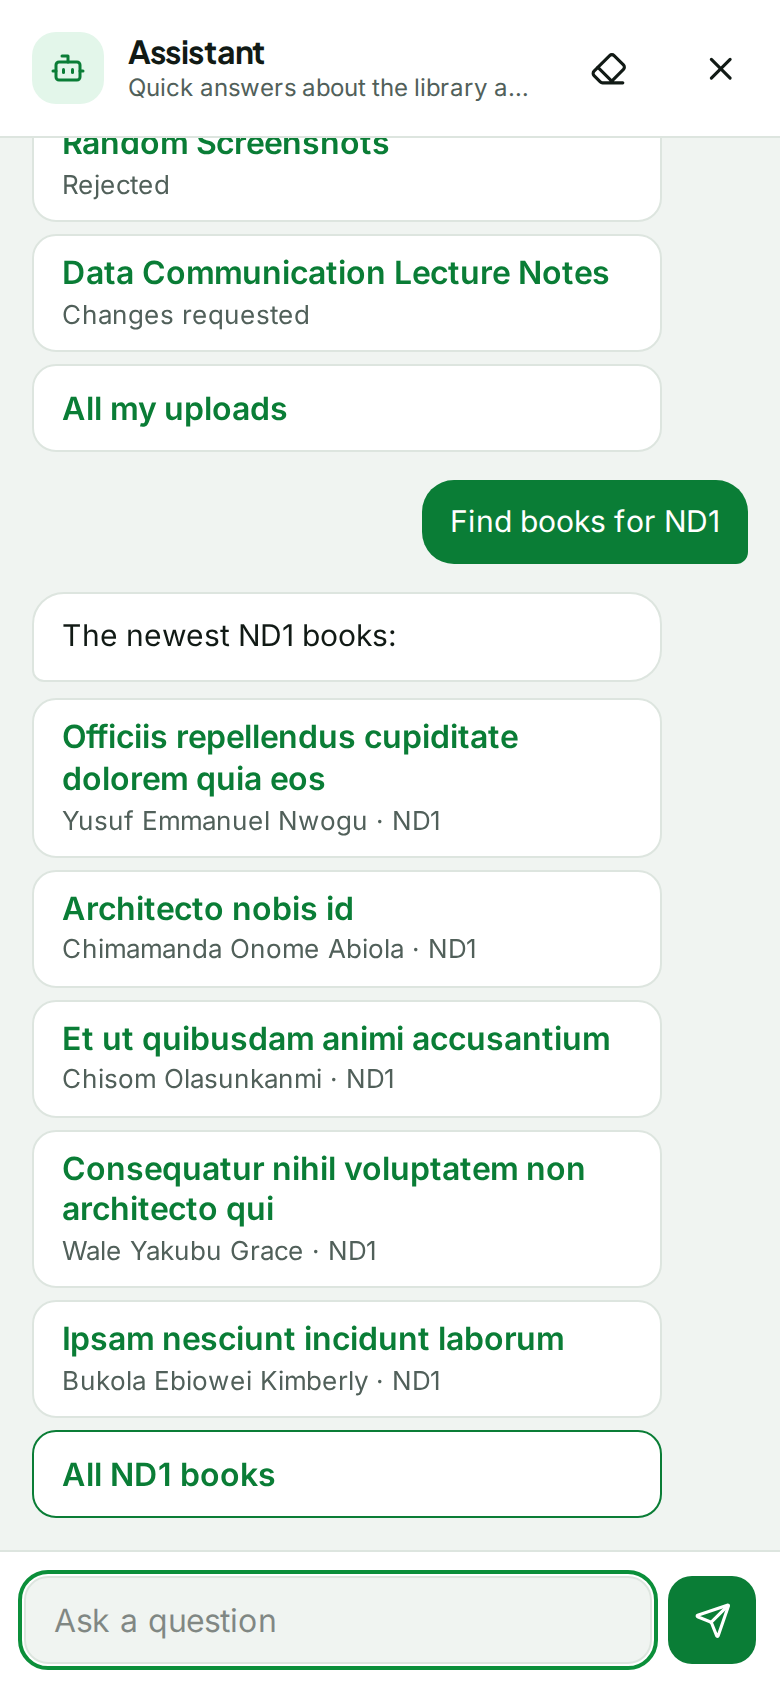 Assistant
Quick answers about the library a...
Random Screenshots
Rejected
Data Communication Lecture Notes
Changes requested
All my uploads
Find books for ND1
The newest ND1 books:
Officiis repellendus cupiditate
dolorem quia eos
Yusuf Emmanuel Nwogu · ND1
Architecto nobis id
Chimamanda Onome Abiola · ND1
Et ut quibusdam animi accusantium
Chisom Olasunkanmi · ND1
Consequatur nihil voluptatem non
architecto qui
Wale Yakubu Grace · ND1
Ipsam nesciunt incidunt laborum
Bukola Ebiowei Kimberly · ND1
All ND1 books
Ask a question